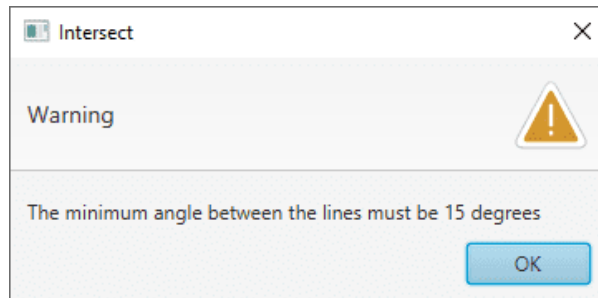 Intersect
Warning
The minimum angle between the lines must be 15 degrees
OK